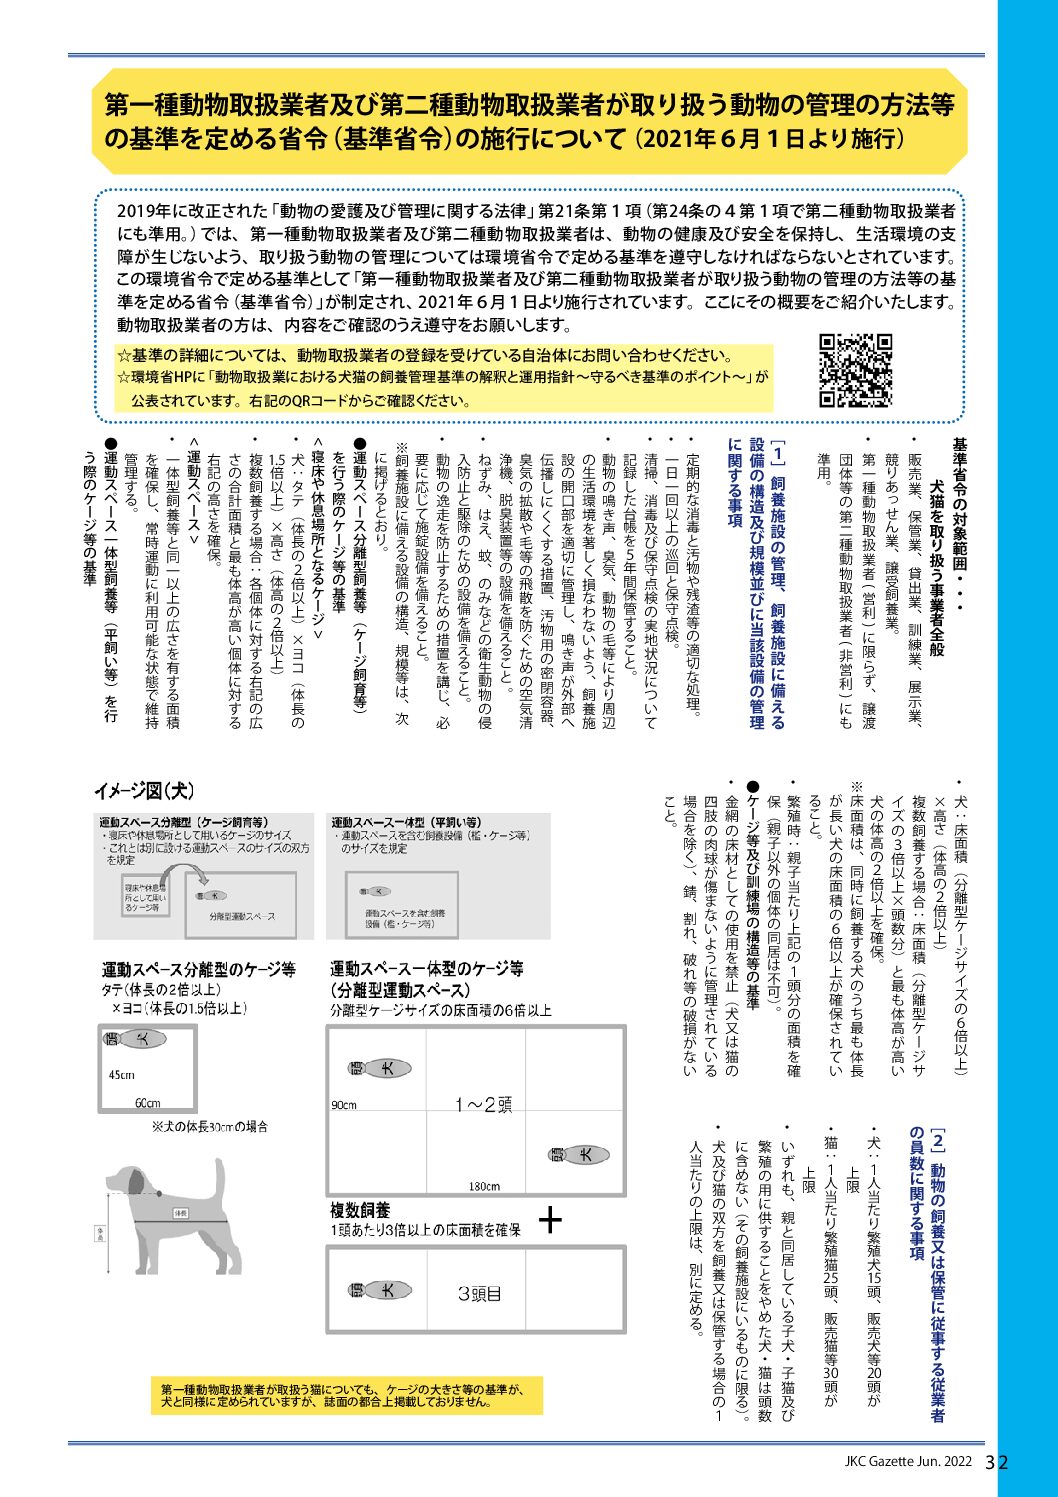 第一種動物取扱業者及び第二種動物取扱業者が取り扱う動物の管理の方法等
の基準を定める省令（基準省令）の施行について（2021年６月１日より施行）
2019年に改正された「動物の愛護及び管理に関する法律」第21条第１項（第24条の４第１項で第二種動物取扱業者
にも準用。）では、第一種動物取扱業者及び第二種動物取扱業者は、動物の健康及び安全を保持し、生活環境の支
障が生じないよう、取り扱う動物の管理については環境省令で定める基準を遵守しなければならないとされています。
この環境省令で定める基準として「第一種動物取扱業者及び第二種動物取扱業者が取り扱う動物の管理の方法等の基
準を定める省令（基準省令）」が制定され、2021年６月１日より施行されています。ここにその概要をご紹介いたします。
動物取扱業者の方は、内容をご確認のうえ遵守をお願いします。
☆基準の詳細については、動物取扱業者の登録を受けている自治体にお問い合わせください。
☆環境省HPに「動物取扱業における犬猫の飼養管理基準の解釈と運用指針～守るべき基準のポイント～」が
公表されています。右記のQRコードからご確認ください。
基準省令の対象範囲・・・
犬猫を取り扱う事業者全般
・販売業、保管業、貸出業、訓練業、展示業、
競りあっせん業、譲受飼養業。
・第一種動物取扱業者（営利）に限らず、譲渡
団体等の第二種動物取扱業者（非営利）にも
準用。
［１］飼養施設の管理、飼養施設に備える
設備の構造及び規模並びに当該設備の管理
に関する事項
・定期的な消毒と汚物や残渣等の適切な処理。
・一日一回以上の巡回と保守点検。
・清掃、消毒及び保守点検の実地状況について
記録した台帳を５年間保管すること。
・動物の鳴き声、臭気、動物の毛等により周辺
の生活環境を著しく損なわないよう、飼養施
設の開口部を適切に管理し、鳴き声が外部へ
伝播しにくくする措置、汚物用の密閉容器、
臭気の拡散や毛等の飛散を防ぐための空気清
浄機、脱臭装置等の設備を備えること。
・ねずみ、はえ、蚊、のみなどの衛生動物の侵
入防止と駆除のための設備を備えること。
・動物の逸走を防止するための措置を講じ、必
要に応じて施錠設備を備えること。
※飼養施設に備える設備の構造、規模等は、次
に掲げるとおり。
●運動スペース分離型飼養等（ケージ飼育等）
を行う際のケージ等の基準
＜寝床や休息場所となるケージ＞
・犬：タテ（体長の２倍以上）×ヨコ（体長の
1.5倍以上）×高さ（体高の２倍以上）
・複数飼養する場合：各個体に対する右記の広
さの合計面積と最も体高が高い個体に対する
右記の高さを確保。
＜運動スペース＞
・一体型飼養等と同一以上の広さを有する面積
を確保し、常時運動に利用可能な状態で維持
管理する。
●運動スペース一体型飼養等（平飼い等）を行
う際のケージ等の基準
・犬：床面積（分離型ケージサイズの６倍以上）
×高さ（体高の２倍以上）
複数飼養する場合：床面積（分離型ケージサ
イズの３倍以上×頭数分）と最も体高が高い
犬の体高の２倍以上を確保。
※床面積は、同時に飼養する犬のうち最も体長
が長い犬の床面積の６倍以上が確保されてい
ること。
・繁殖時：親子当たり上記の１頭分の面積を確
保（親子以外の個体の同居は不可）。
●ケージ等及び訓練場の構造等の基準
・金網の床材としての使用を禁止（犬又は猫の
四肢の肉球が傷まないように管理されている
場合を除く）、錆、割れ、破れ等の破損がない
こと。
［２］動物の飼養又は保管に従事する従業者
の員数に関する事項
・犬：１人当たり繁殖犬15頭、販売犬等20頭が
上限
・猫：１人当たり繁殖猫25頭、販売猫等30頭が
上限
・いずれも、親と同居している子犬・子猫及び
繁殖の用に供することをやめた犬・猫は頭数
に含めない（その飼養施設にいるものに限る）。
・犬及び猫の双方を飼養又は保管する場合の１
人当たりの上限は、別に定める。
イメージ図（犬）
運動スペース分離型（ケージ飼育等）
・寝床や休息場所として用いるケージのサイズ
・これとは別に設ける運動スペースのサイズの双方
を規定
寝床や休息場
所として用い
るケージ等
分離型運動スペース
運動スペース一体型（平飼い等）
・運動スペースを含む飼養設備（檻・ケージ等）
のサイズを規定
運動スペースを含む飼養
設備（檻・ケージ等）
運動スペース分離型のケージ等
タテ（体長の2倍以上）
×ヨコ（体長の1.5倍以上）
頭 犬
45cm
60cm
※犬の体長30cmの場合
体長
体高
運動スペース一体型のケージ等
（分離型運動スペース）
分離型ケージサイズの床面積の6倍以上
頭 犬
90cm
１～２頭
頭 犬
180cm
複数飼養
1頭あたり3倍以上の床面積を確保
＋
頭 犬
３頭目
第一種動物取扱業者が取扱う猫についても、ケージの大きさ等の基準が、
犬と同様に定められていますが、誌面の都合上掲載しておりません。
JKC Gazette Jun. 2022 32